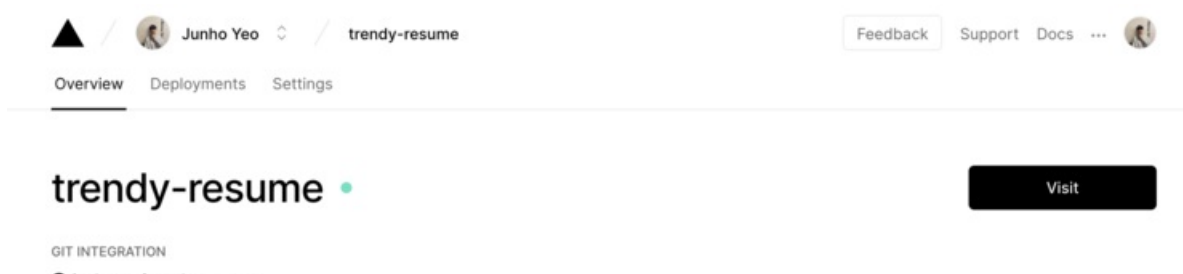 Junho Yeo trendy-resume Feedback Support Docs ...
Overview Deployments Settings
trendy-resume
Visit
GIT INTEGRATION